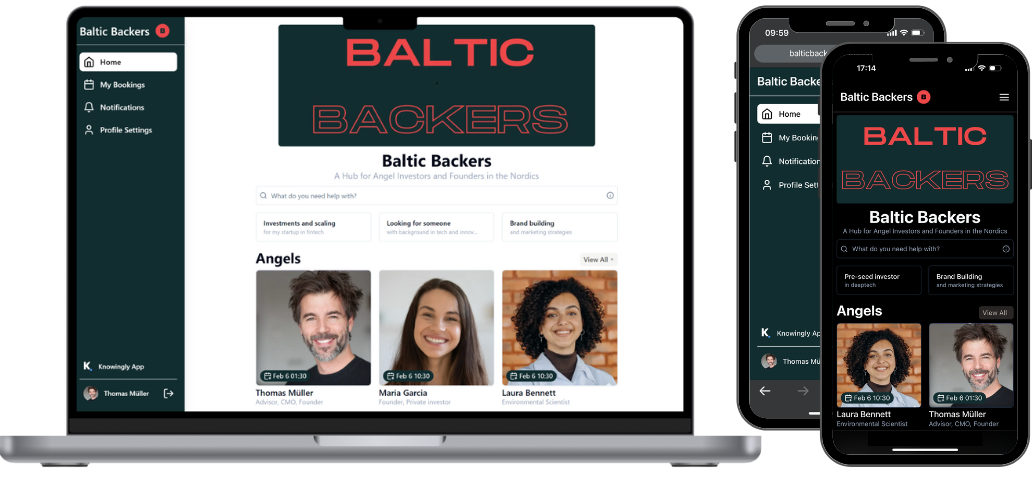 Baltic Backers B
Home
My Bookings
Notifications
Profile Settings
Knowingly App
Thomas Müller
BALTIC
BACKERS
Baltic Backers
A Hub for Angel Investors and Founders in the Nordics
What do you need help with?
Investments and scaling
for my startup in fintech
Looking for someone
with background in tech and innov...
Brand building
and marketing strategies
Angels
View All
Feb 6 01:30
Thomas Müller
Advisor, CMO, Founder
Feb 6 10:30
Maria Garcia
Founder, Private investor
Feb 6 10:30
Laura Bennett
Environmental Scientist
09:59
balticback
Baltic Backe
Home
My Bookin
Notification
Profile Sett
Knowingly App
Thomas Mü
17:14
Baltic Backers B
BALTIC
BACKERS
Baltic Backers
A Hub for Angel Investors and Founders in the Nordics
What do you need help with?
Pre-seed investor
in deeptech
Brand Building
and marketing strategies
Angels
View All
Feb 6 10:30
Laura Bennett
Environmental Scientist
Feb 6 01:30
Thomas Müller
Advisor, CMO, Founder